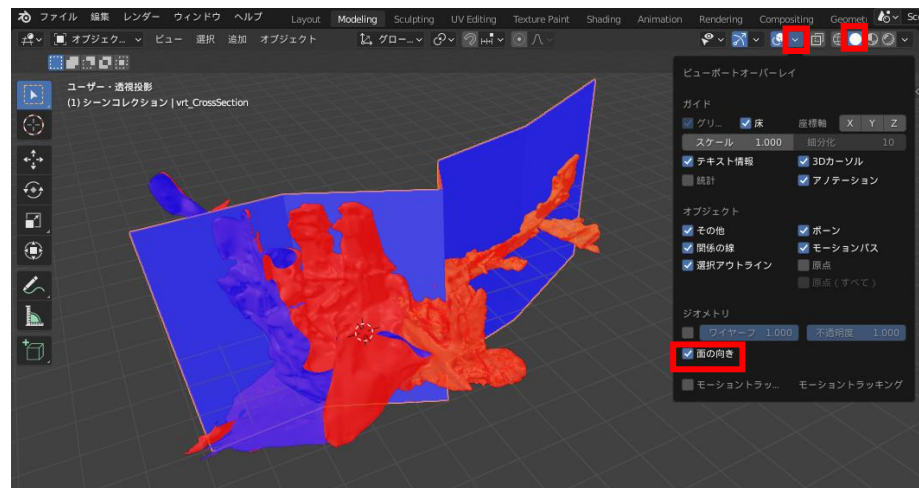 ファイル 編集 レンダー ウィンドウ ヘルプ Layout Modeling Sculpting UV Editing Texture Paint Shading Animation Rendering Compositing Geomet
オブジェク... ビュー 選択 追加 オブジェクト グロー...
ユーザー・透視投影
(1) シーンコレクション | vrt_CrossSection
ビューポートオーバーレイ
ガイド
グリ... 床 座標軸 X Y Z
スケール 1.000 細分化 10
テキスト情報 3Dカーソル
統計 アノテーション
オブジェクト
その他 ボーン
関係の線 モーションパス
選択アウトライン 原点
原点 (すべて)
ジオメトリ
ワイヤーフ 1.000 不透明度 1.000
面の向き
モーショントラッ... モーショントラッキング